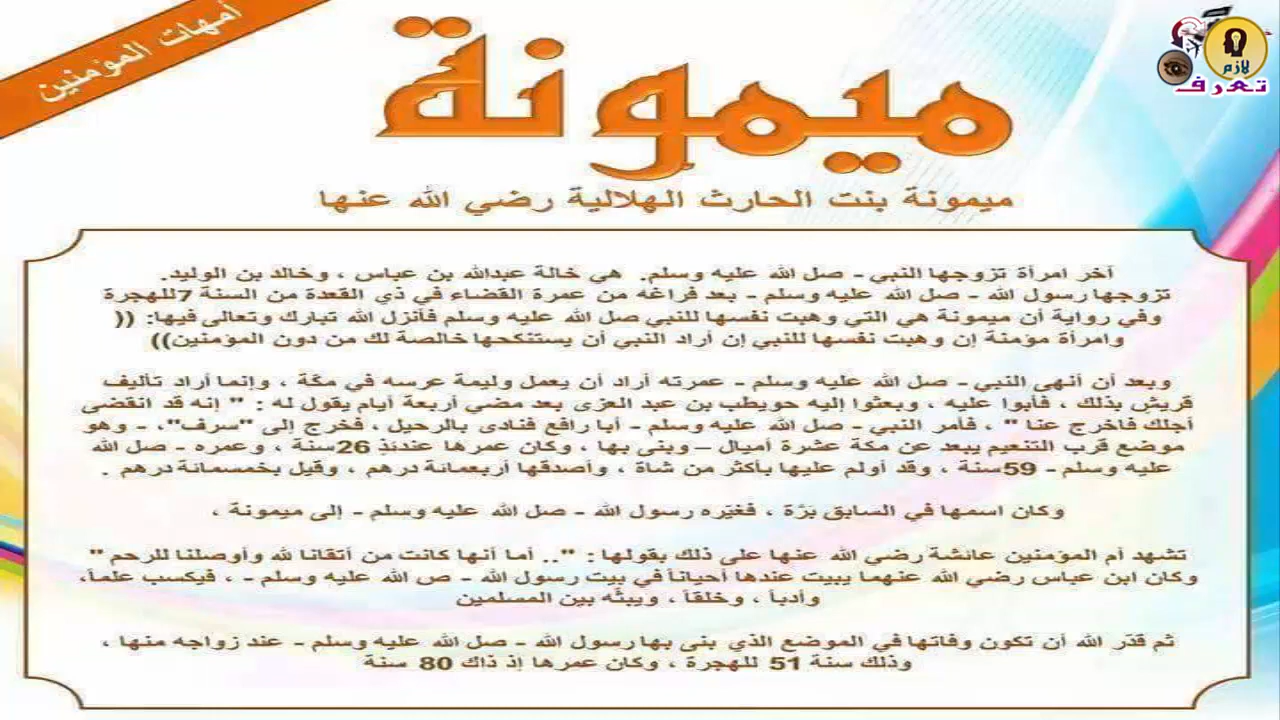 أمهات المؤمنين
لازم
تعرف
ميمونة
ميمونة بنت الحارث الهلالية رضي الله عنها
آخر امرأة تزوجها النبي - صل الله عليه وسلم. هي خالة عبدالله بن عباس ، وخالد بن الوليد.
تزوجها رسول الله - صل الله عليه وسلم - بعد فراغه من عمرة القضاء في ذي القعدة من السنة 7للهجرة
وفي رواية أن ميمونة هي التي وهبت نفسها للنبي صل الله عليه وسلم فأنزل الله تبارك وتعالى فيها: ((
وامرأة مؤمنة إن وهبت نفسها للنبي إن أراد النبي أن يستنكحها خالصة لك من دون المؤمنين))
وبعد أن أنهى النبي - صل الله عليه وسلم - عمرته أراد أن يعمل وليمة عرسه في مكّة ، وإنما أراد تأليف
قريش بذلك ، فأبوا عليه ، وبعثوا إليه حويطب بن عبد العزى بعد مضي أربعة أيام يقول له : " إنه قد انقضى
أجلك فاخرج عنا " ، فأمر النبي - صل الله عليه وسلم - أبا رافع فنادى بالرحيل ، فخرج إلى "سرف"، - وهو
موضع قرب التنعيم يبعد عن مكة عشرة أميال – وبنى بها ، وكان عمرها عندئذٍ 26سنة ، وعمره - صل الله
عليه وسلم - 59سنة ، وقد أولم عليها بأكثر من شاة ، وأصدقها أربعمائة درهم ، وقيل بخمسمائة درهم .
وكان اسمها في السابق بَرَّة ، فغيّره رسول الله - صل الله عليه وسلم - إلى ميمونة ،
تشهد أم المؤمنين عائشة رضي الله عنها على ذلك بقولها : ".. أما أنها كانت من أتقانا لله وأوصلنا للرحم "
وكان ابن عباس رضي الله عنهما يبيت عندها أحياناً في بيت رسول الله - ص الله عليه وسلم - ، فيكسب علماً،
وأدباً ، وخلقاً ، ويبثُّه بين المسلمين
ثم قدّر الله أن تكون وفاتها في الموضع الذي بنى بها رسول الله - صل الله عليه وسلم - عند زواجه منها ،
وذلك سنة 51 للهجرة ، وكان عمرها إذ ذاك 80 سنة